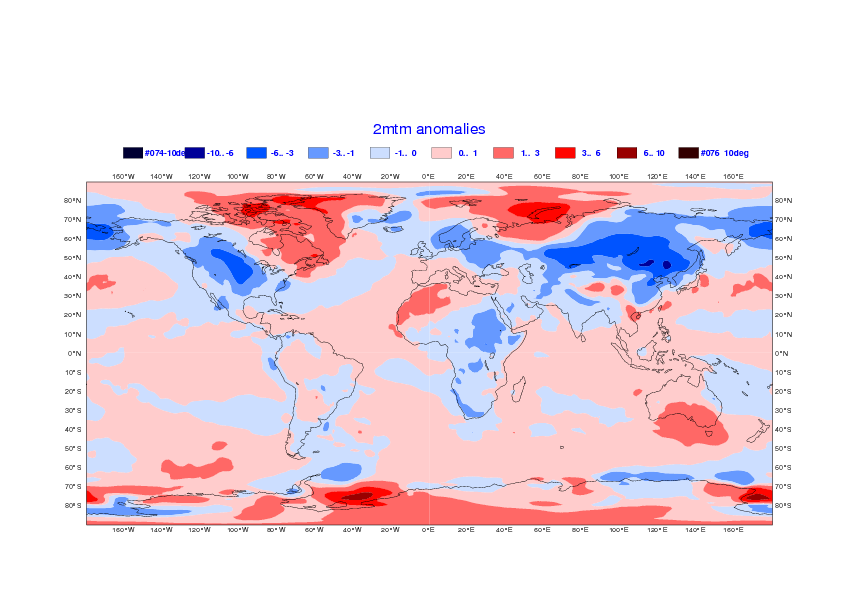 2mtm anomalies
#074-10deg -10.. -6 -6.. -3 -3.. -1 -1.. 0 0.. 1 1.. 3 3.. 6 6.. 10 #076 10deg
160°W 140°W 120°W 100°W 80°W 60°W 40°W 20°W 0°E 20°E 40°E 60°E 80°E 100°E 120°E 140°E 160°E
80°N 80°N
70°N 70°N
60°N 60°N
50°N 50°N
40°N 40°N
30°N 30°N
20°N 20°N
10°N 10°N
0°N 0°N
10°S 10°S
20°S 20°S
30°S 30°S
40°S 40°S
50°S 50°S
60°S 60°S
70°S 70°S
80°S 80°S
160°W 140°W 120°W 100°W 80°W 60°W 40°W 20°W 0°E 20°E 40°E 60°E 80°E 100°E 120°E 140°E 160°E